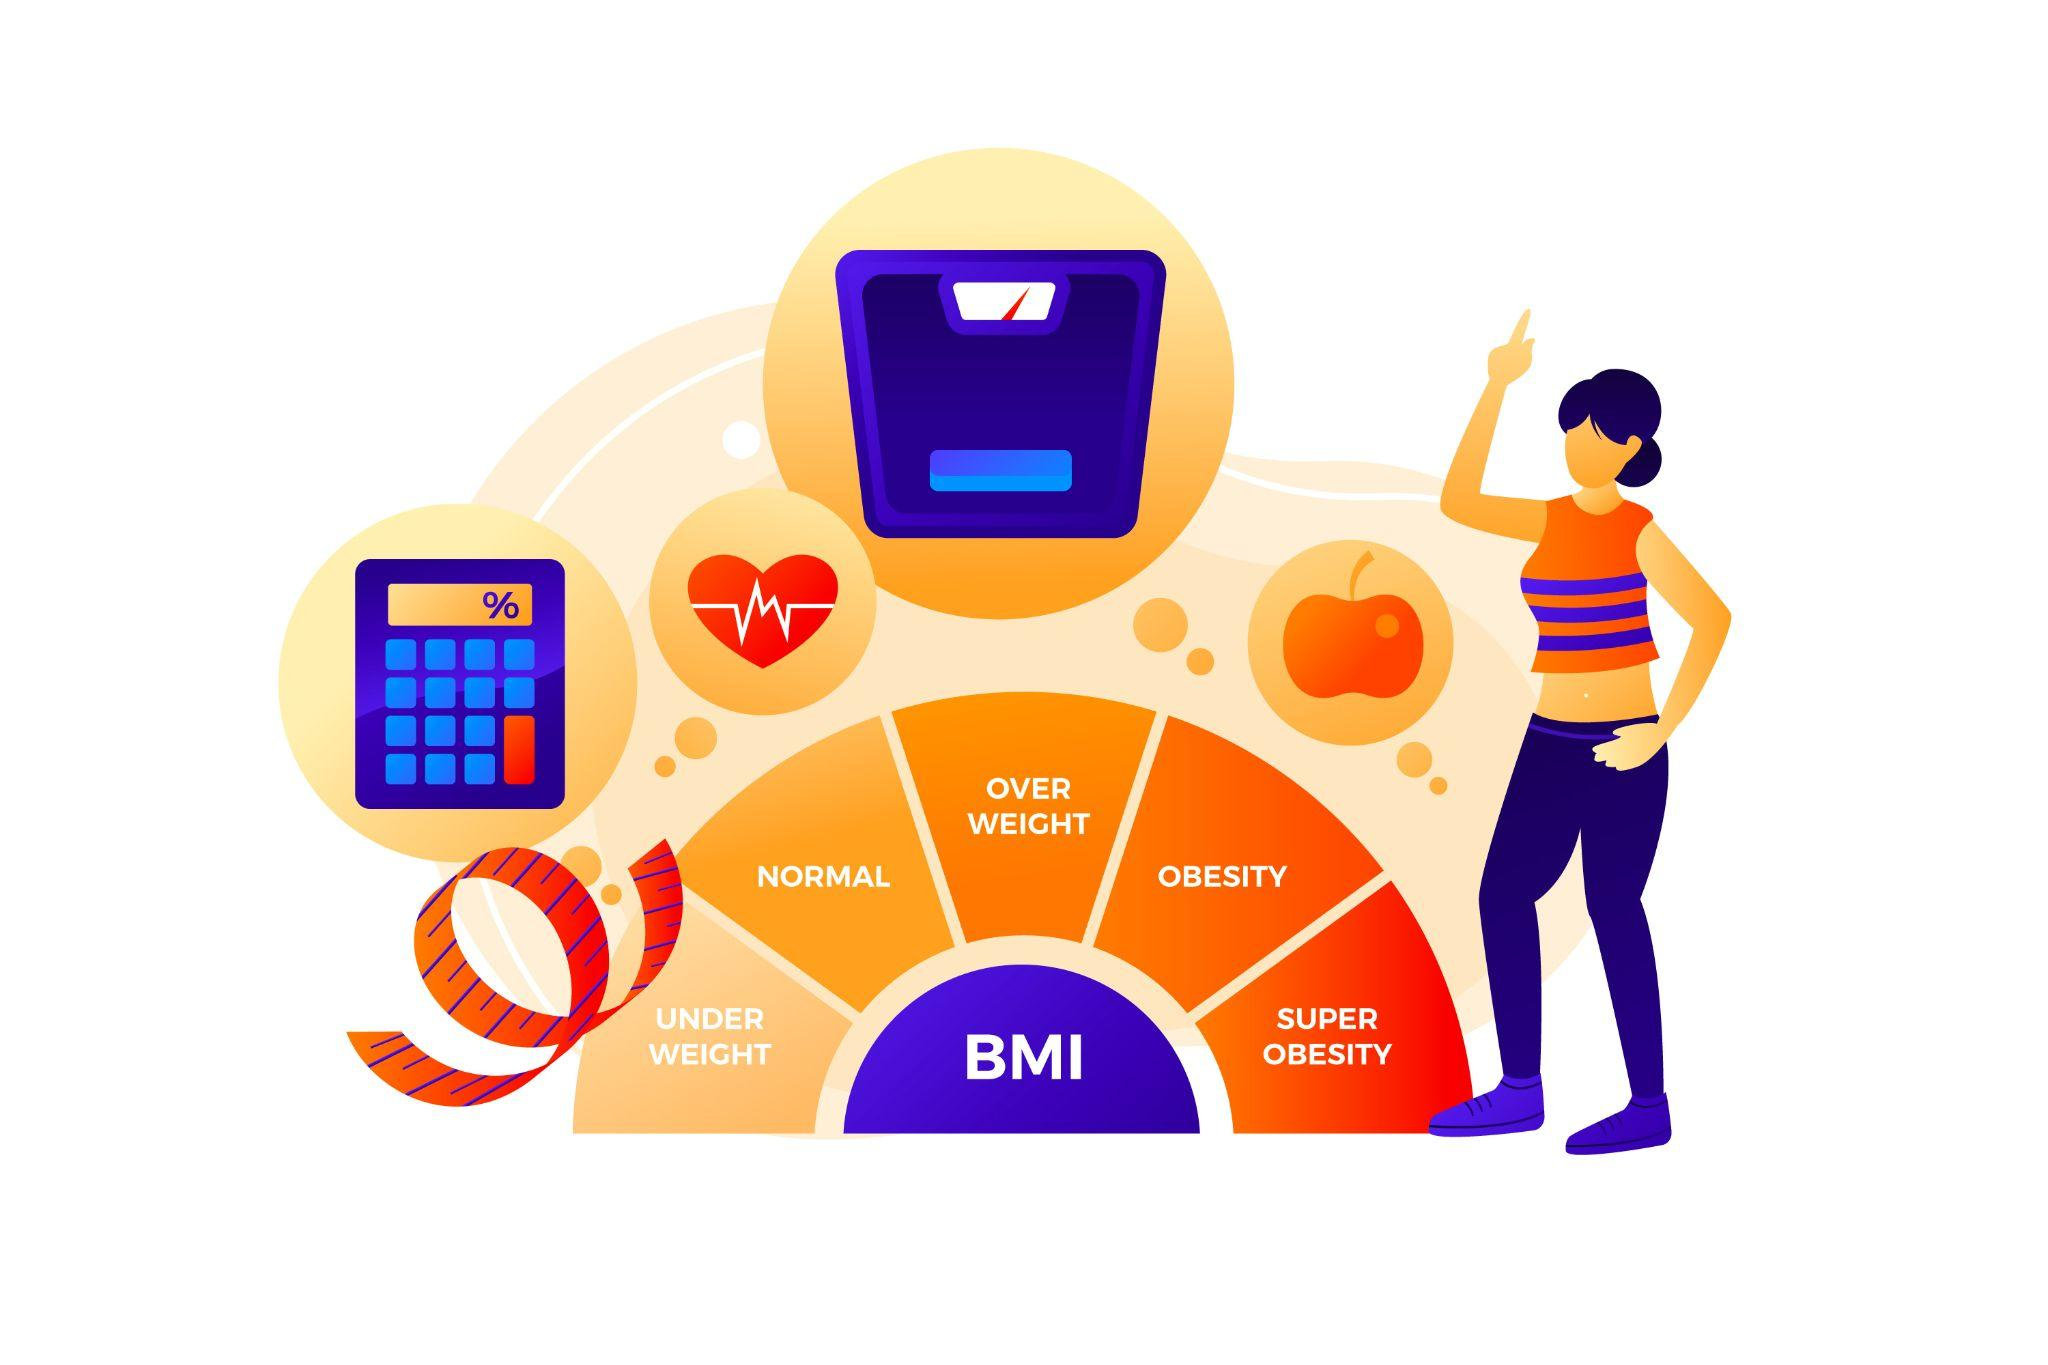 %
OVER
WEIGHT
NORMAL
OBESITY
UNDER
WEIGHT
SUPER
OBESITY
BMI